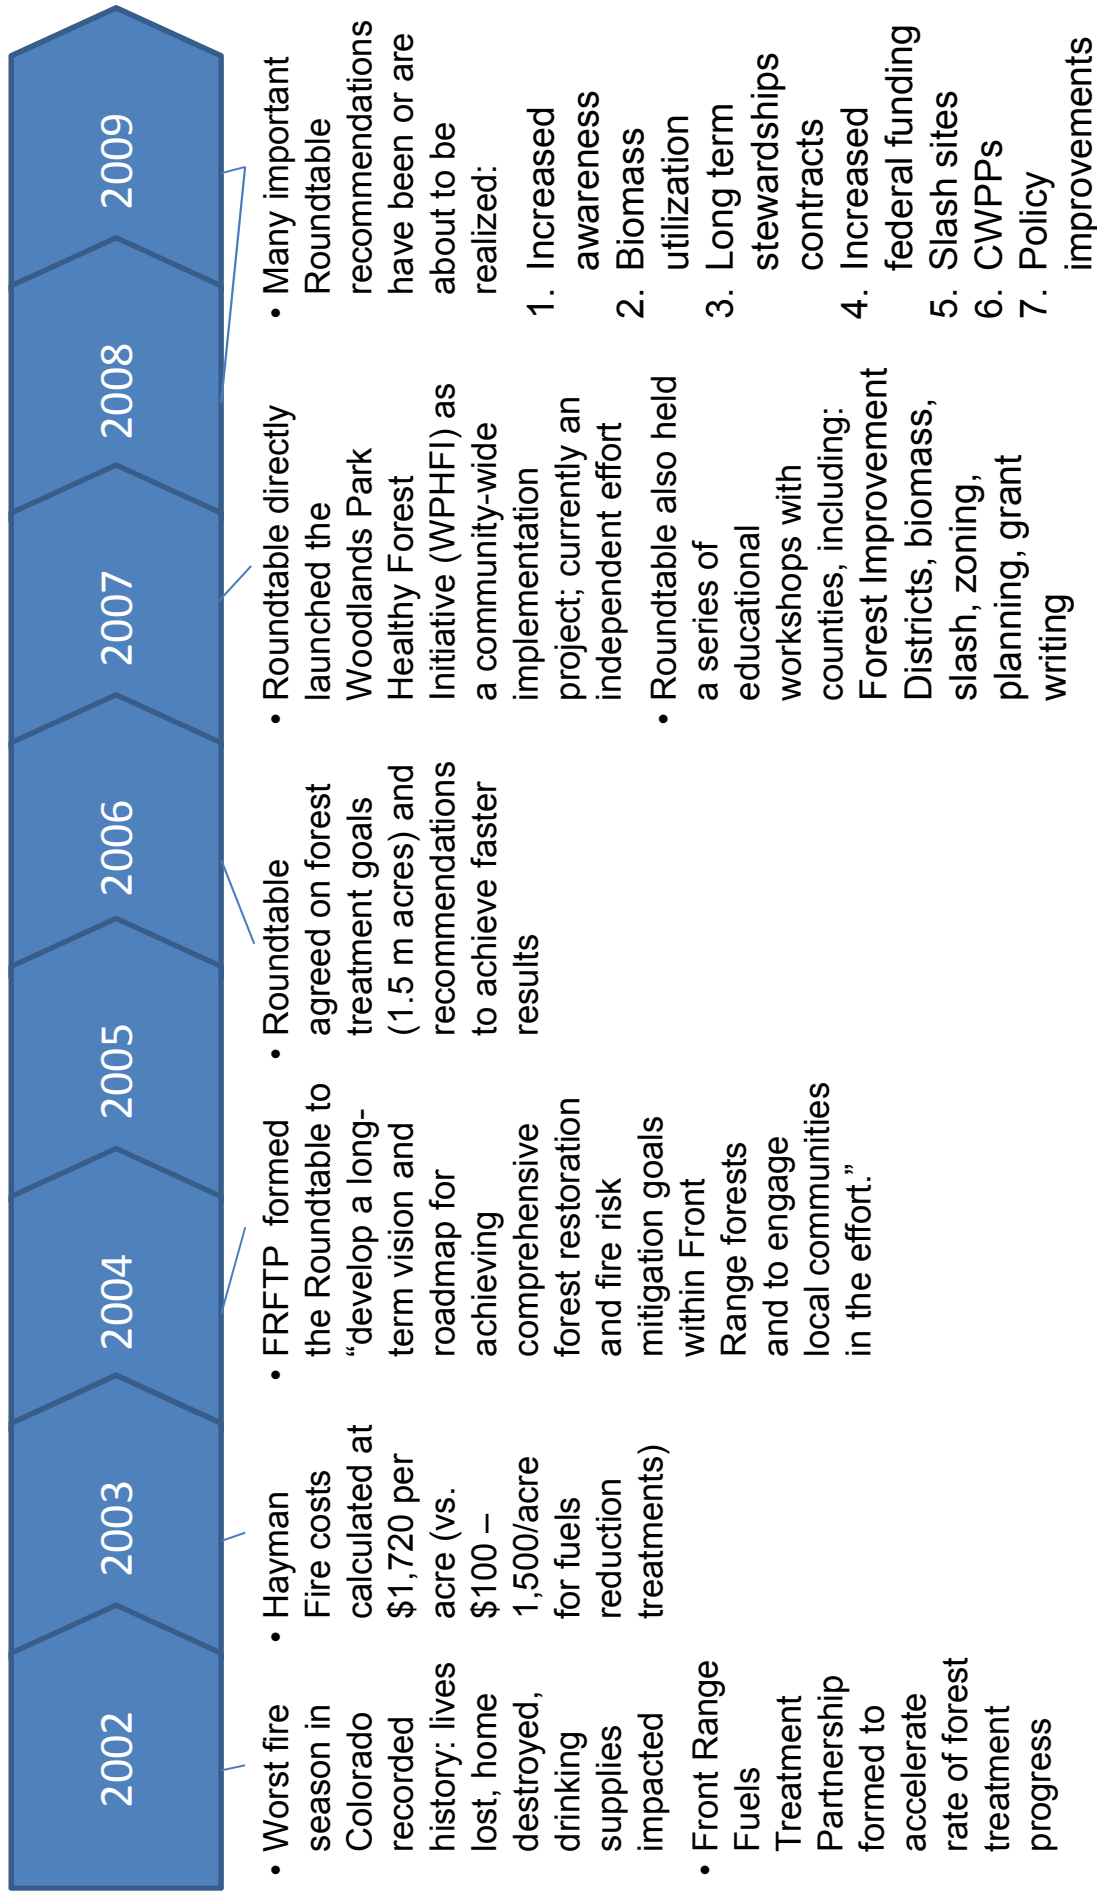 2002
2003
2004
2005
2006
2007
2008
2009
• Worst fire
season in
Colorado
recorded
history: lives
lost, home
destroyed,
drinking
supplies
impacted
• Front Range
Fuels
Treatment
Partnership
formed to
accelerate
rate of forest
treatment
progress
• Hayman
Fire costs
calculated at
$1,720 per
acre (vs.
$100 –
1,500/acre
for fuels
reduction
treatments)
• FRFTP formed
the Roundtable to
“develop a long-
term vision and
roadmap for
achieving
comprehensive
forest restoration
and fire risk
mitigation goals
within Front
Range forests
and to engage
local communities
in the effort.”
• Roundtable
agreed on forest
treatment goals
(1.5 m acres) and
recommendations
to achieve faster
results
• Roundtable directly
launched the
Woodlands Park
Healthy Forest
Initiative (WPHFI) as
a community-wide
implementation
project; currently an
independent effort
• Roundtable also held
a series of
educational
workshops with
counties, including:
Forest Improvement
Districts, biomass,
slash, zoning,
planning, grant
writing
• Many important
Roundtable
recommendations
have been or are
about to be
realized:
1. Increased
awareness
2. Biomass
utilization
3. Long term
stewardships
contracts
4. Increased
federal funding
5. Slash sites
6. CWPPs
7. Policy
improvements